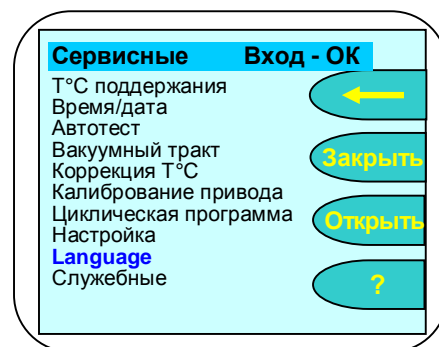 Сервисные Вход - ОК
Т°С поддержания
Время/дата
Автотест
Вакуумный тракт
Коррекция Т°С
Калибрование привода
Циклическая программа
Настройка
Language
Служебные
Закрыть
Открыть
?